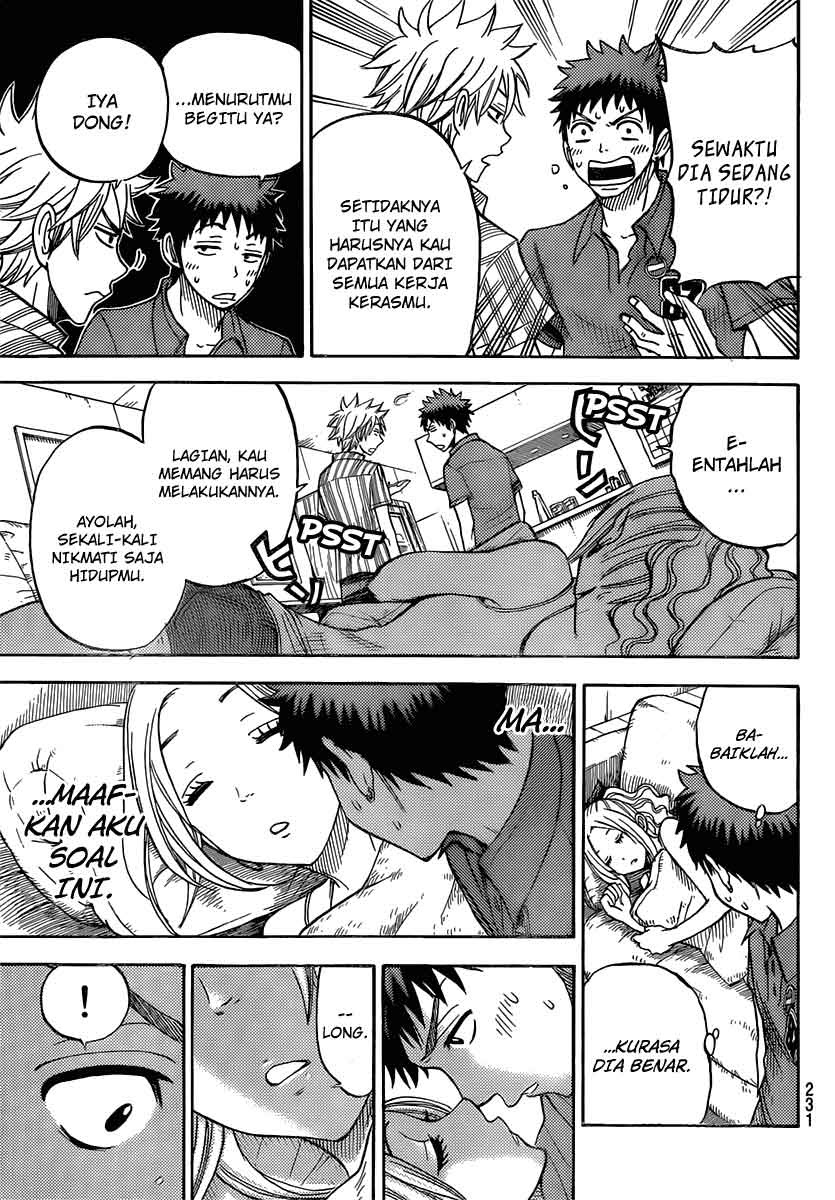 SEWAKTU
DIA SEDANG
TIDUR?!
SETIDAKNYA
ITU YANG
HARUSNYA KAU
DAPATKAN DARI
SEMUA KERJA
KERASMU.
...MENURUTMU
BEGITU YA?
IYA
DONG!
E-
ENTAHLAH
...
PSST
LAGIAN, KAU
MEMANG HARUS
MELAKUKANNYA.
AYOLAH,
SEKALI-KALI
NIKMATI SAJA
HIDUPMU.
PSST
ヒソ
BA-
BAIKLAH...
...KURASA
DIA BENAR.
MA...
...MAAF-
KAN AKU
SOAL
INI.
--
LONG.
!
231